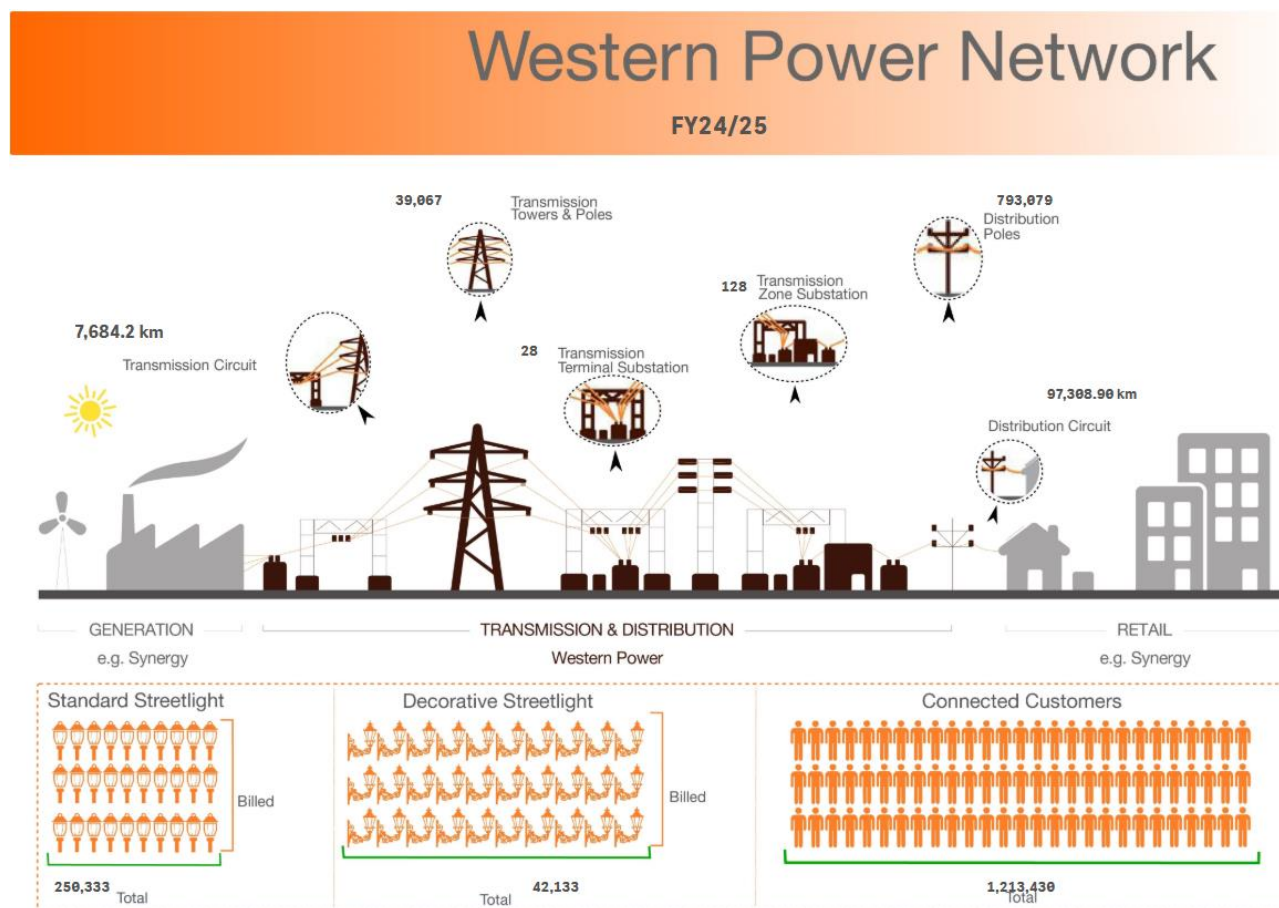 Western Power Network
FY24/25
39,067
Transmission
Towers & Poles
793,079
Distribution
Poles
128
Transmission
Zone Substation
7,684.2 km
Transmission Circuit
28
Transmission
Terminal Substation
97,308.90 km
Distribution Circuit
GENERATION
e.g. Synergy
TRANSMISSION & DISTRIBUTION
Western Power
RETAIL
e.g. Synergy
Standard Streetlight
Billed
250,333
Total
Decorative Streetlight
Billed
42,133
Total
Connected Customers
1,213,430
Total